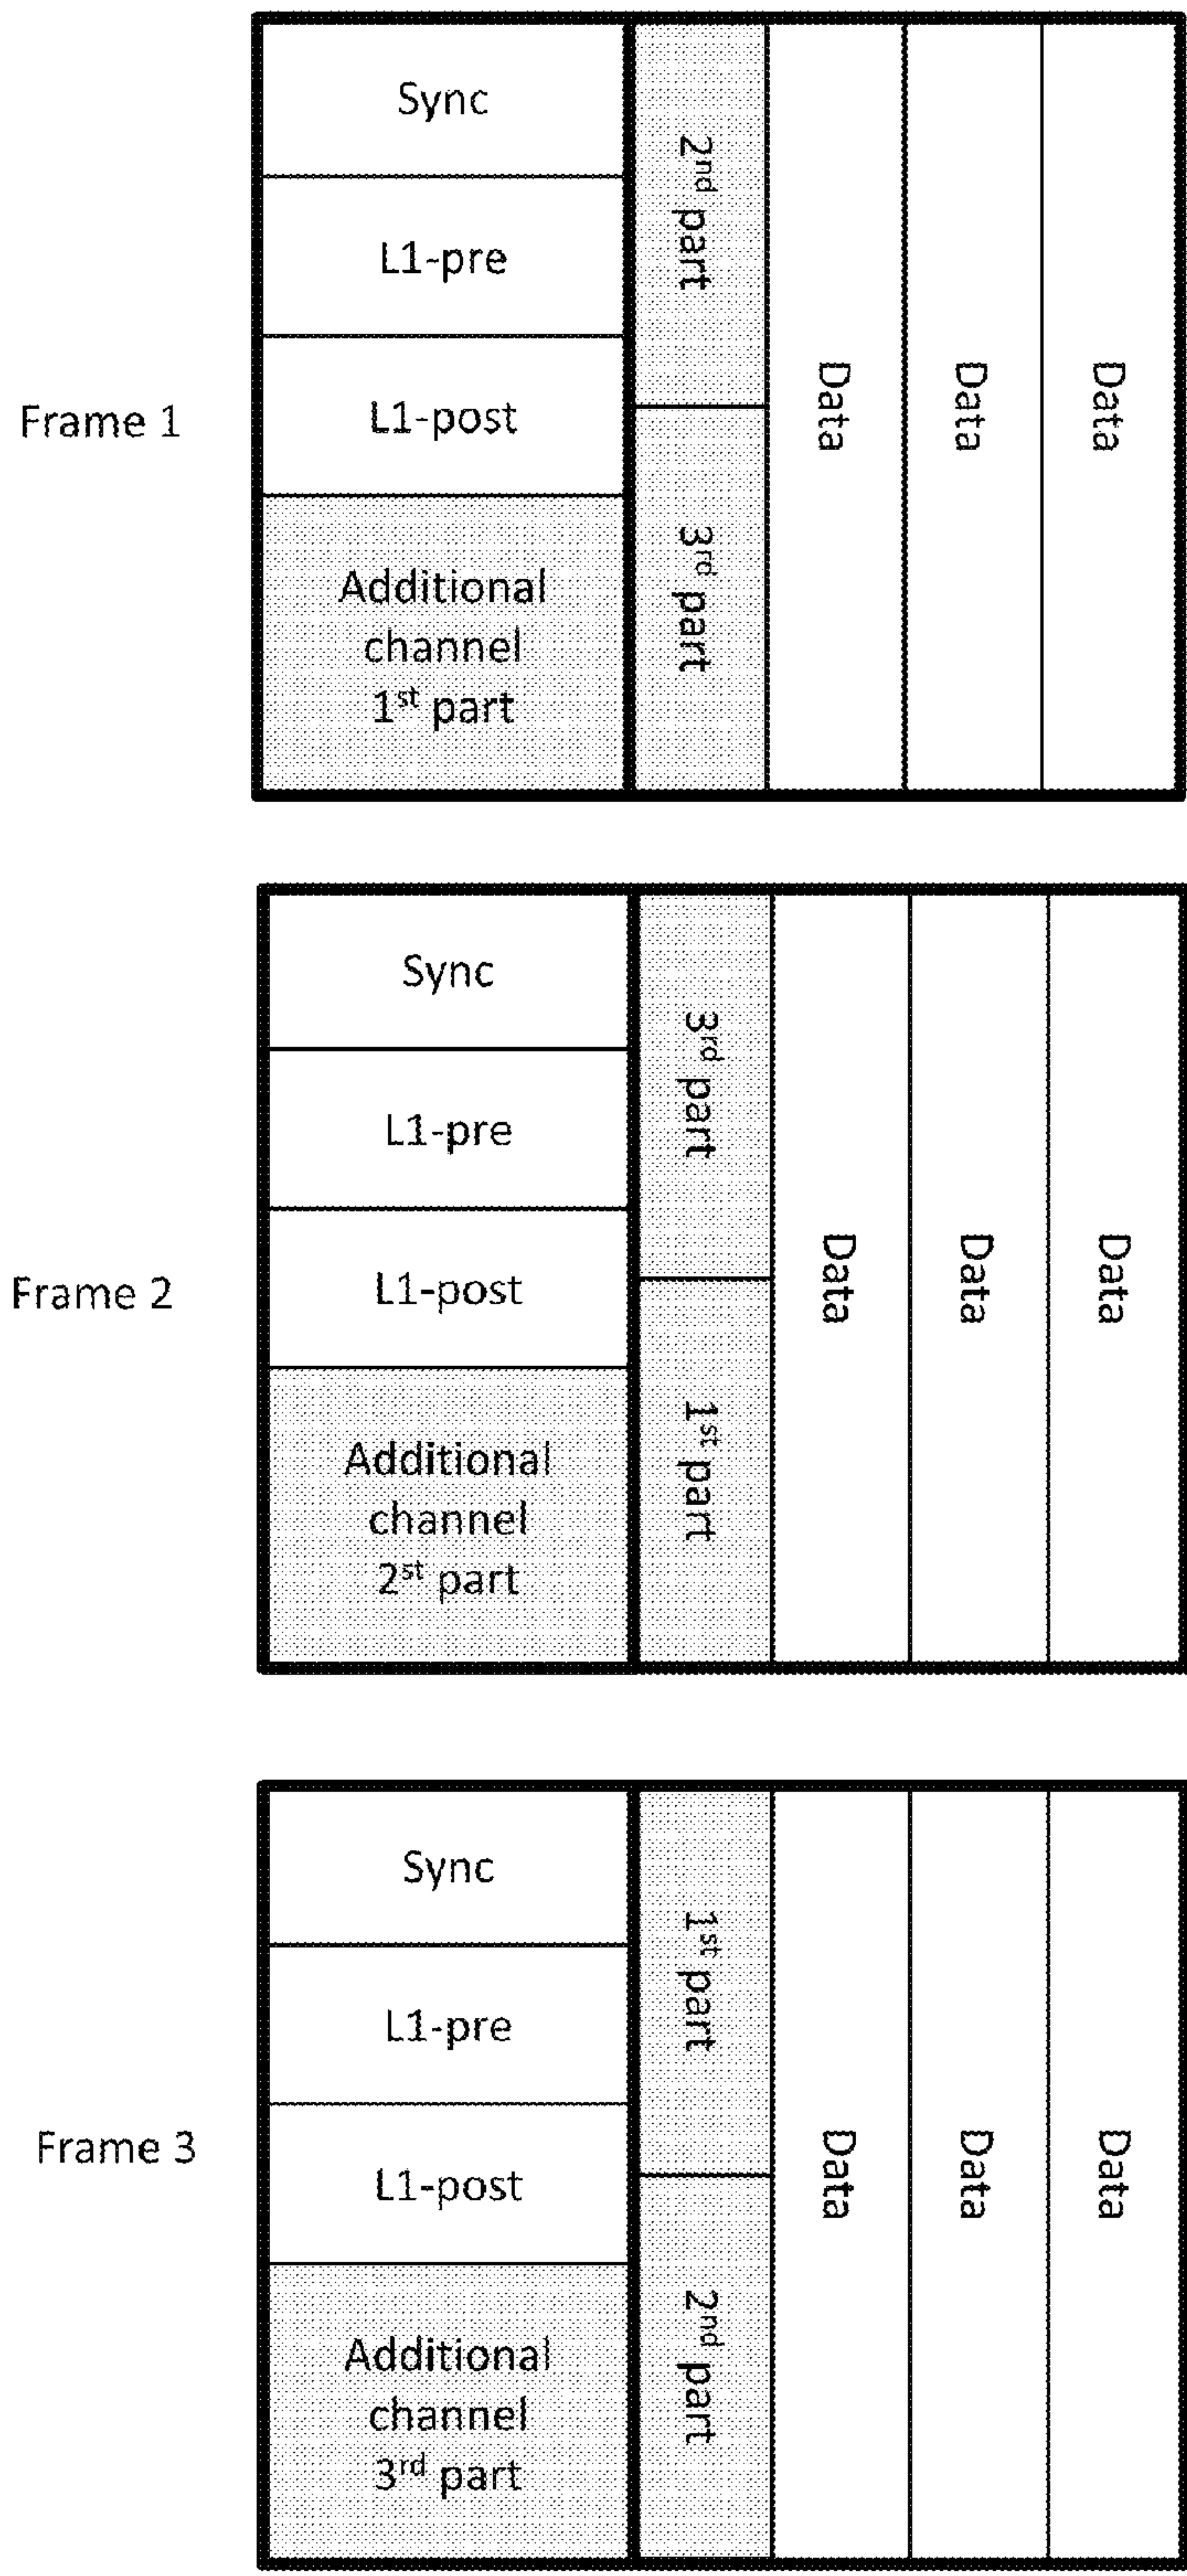 Frame 1
Sync
L1-pre
L1-post
Additional
channel
1st part
2nd part
3rd part
Data
Data
Data
Frame 2
Sync
L1-pre
L1-post
Additional
channel
2st part
3rd part
1st part
Data
Data
Data
Frame 3
Sync
L1-pre
L1-post
Additional
channel
3rd part
1st part
2nd part
Data
Data
Data